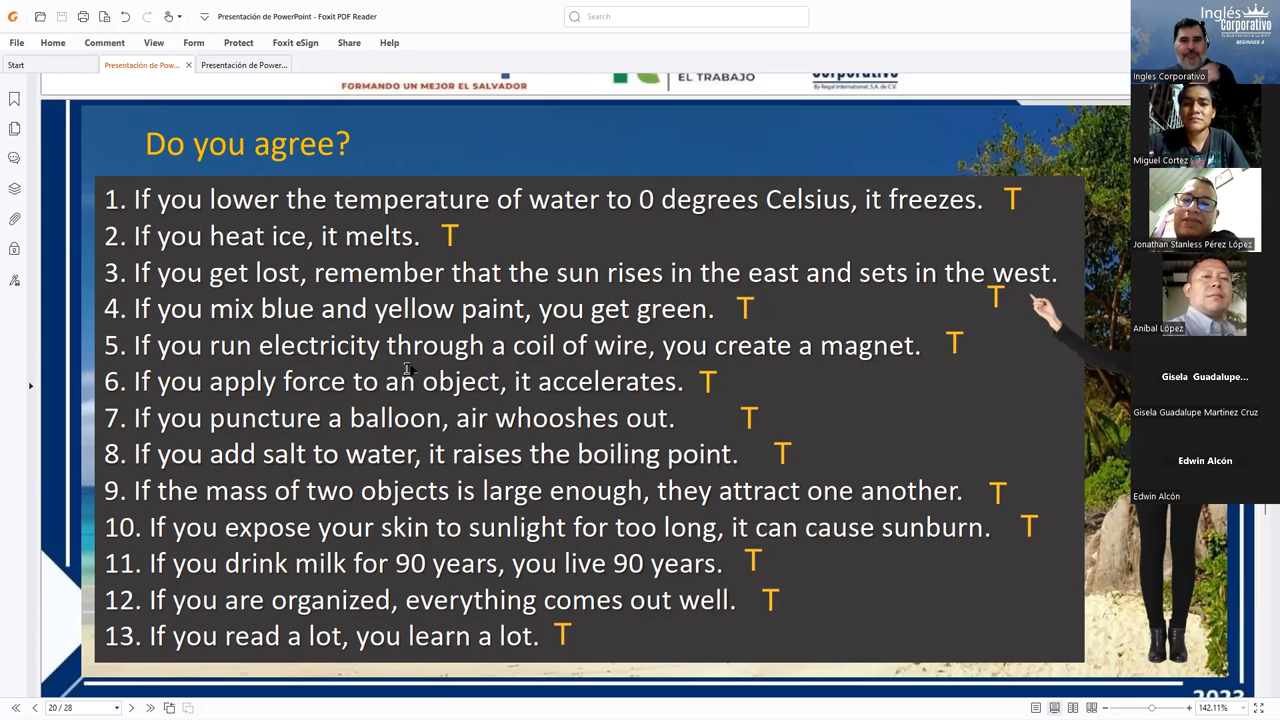 Presentación de PowerPoint - Foxit PDF Reader
Search
File Home Comment View Form Protect Foxit eSign Share Help
Start Presentación de Pow... Presentación de Power...
FORMANDO UN MEJOR EL SALVADOR
EL TRABAJO
By Regal International, S.A. de C.V.
Do you agree?
1. If you lower the temperature of water to 0 degrees Celsius, it freezes. T
2. If you heat ice, it melts. T
3. If you get lost, remember that the sun rises in the east and sets in the west.
T
4. If you mix blue and yellow paint, you get green. T
5. If you run electricity through a coil of wire, you create a magnet. T
6. If you apply force to an object, it accelerates. T
7. If you puncture a balloon, air whooshes out. T
8. If you add salt to water, it raises the boiling point. T
9. If the mass of two objects is large enough, they attract one another. T
10. If you expose your skin to sunlight for too long, it can cause sunburn. T
11. If you drink milk for 90 years, you live 90 years. T
12. If you are organized, everything comes out well. T
13. If you read a lot, you learn a lot. T
2023
20 / 28
142.11%
Inglés
Corporativo
BEGINNER 4
Ingles Corporativo
Miguel Cortez
Jonathan Stanless Pérez López
Aníbal López
Gisela Guadalupe...
Gisela Guadalupe Martinez Cruz
Edwin Alcón
Edwin Alcón